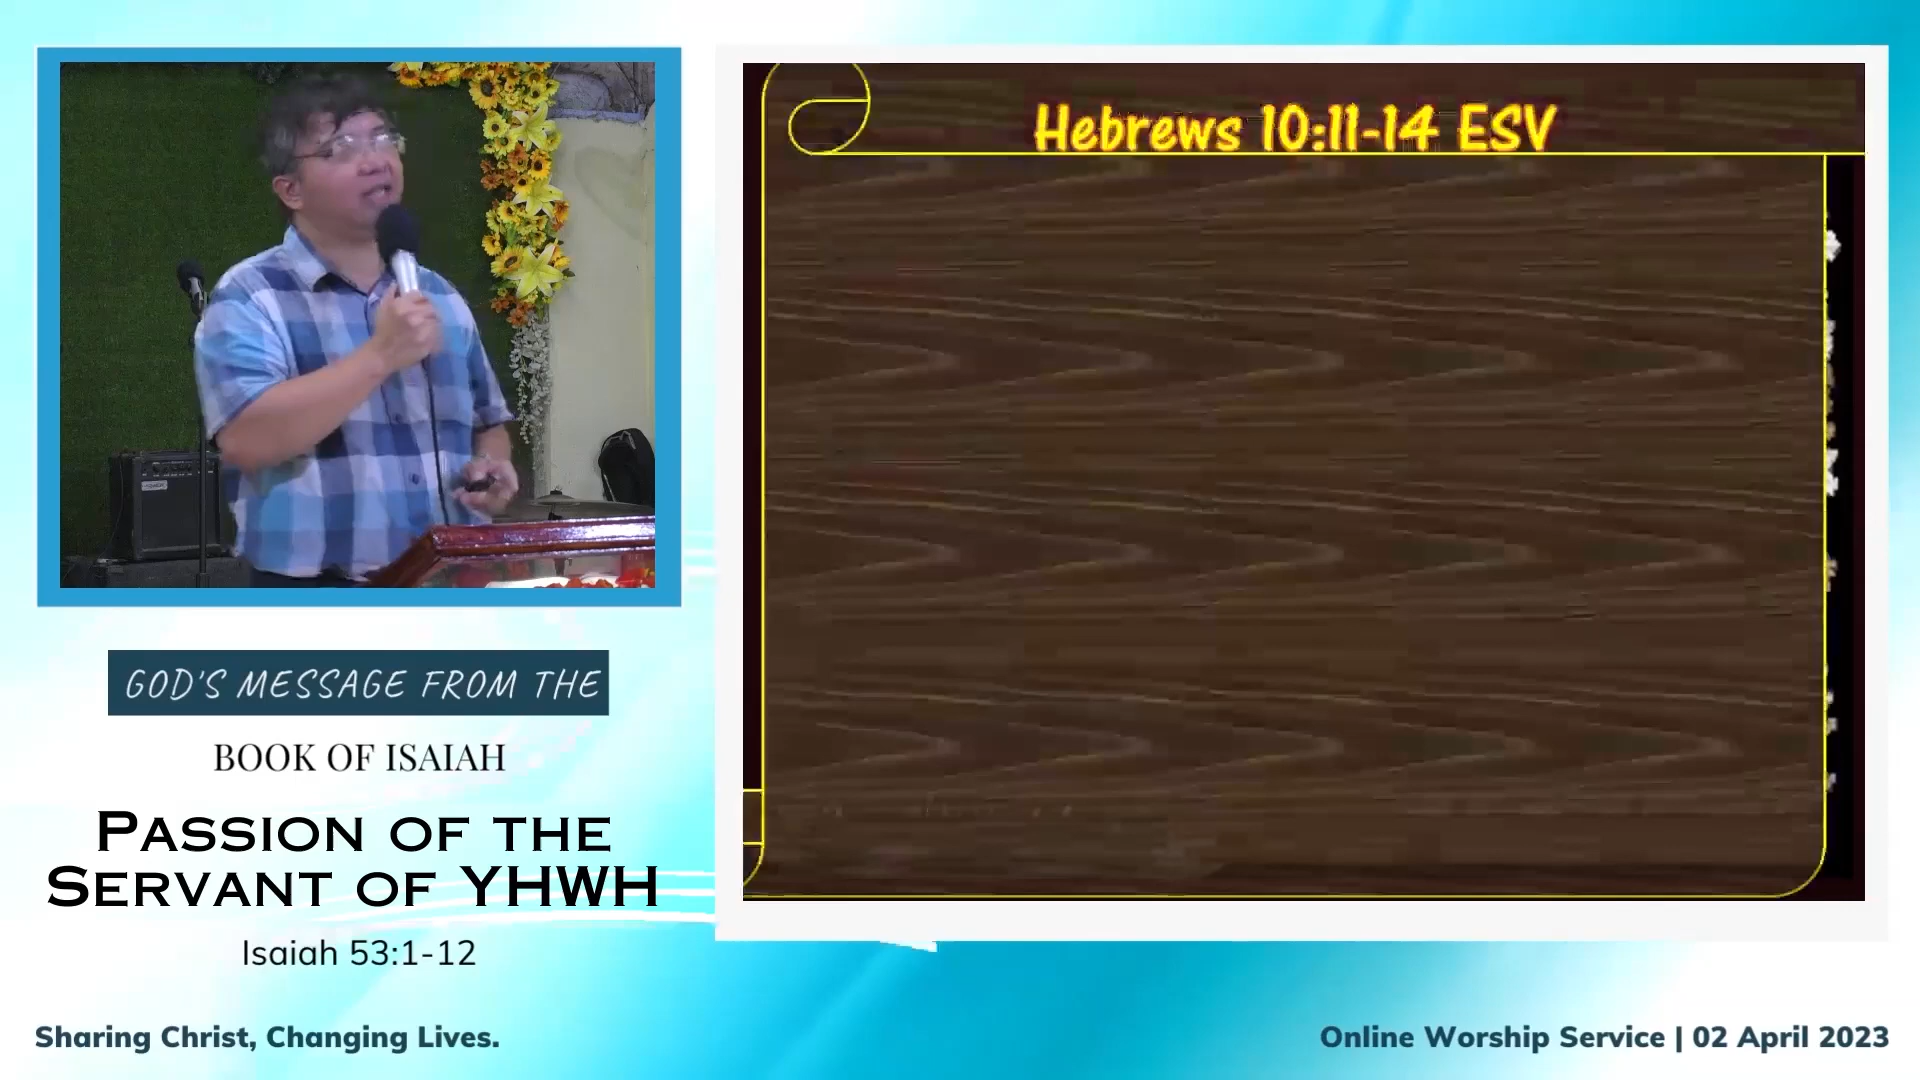 Hebrews 10:11-14 ESV
GOD'S MESSAGE FROM THE
BOOK OF ISAIAH
PASSION OF THE
SERVANT OF YHWH
Isaiah 53:1-12
Sharing Christ, Changing Lives.
Online Worship Service | 02 April 2023